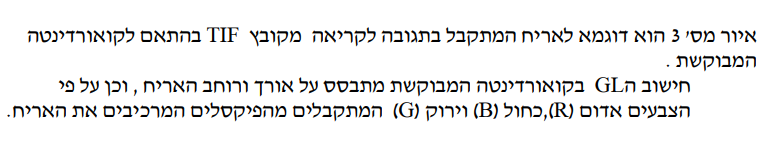 איור מס' 3 הוא דוגמא לאריח המתקבל בתגובה לקריאה מקובץ TIF בהתאם לקואורדינטה
המבוקשת .
חישוב הGL בקואורדינטה המבוקשת מתבסס על אורך ורוחב האריח , וכן על פי
הצבעים אדום (R),כחול (B) וירוק (G) המתקבלים מהפיקסלים המרכיבים את האריח.